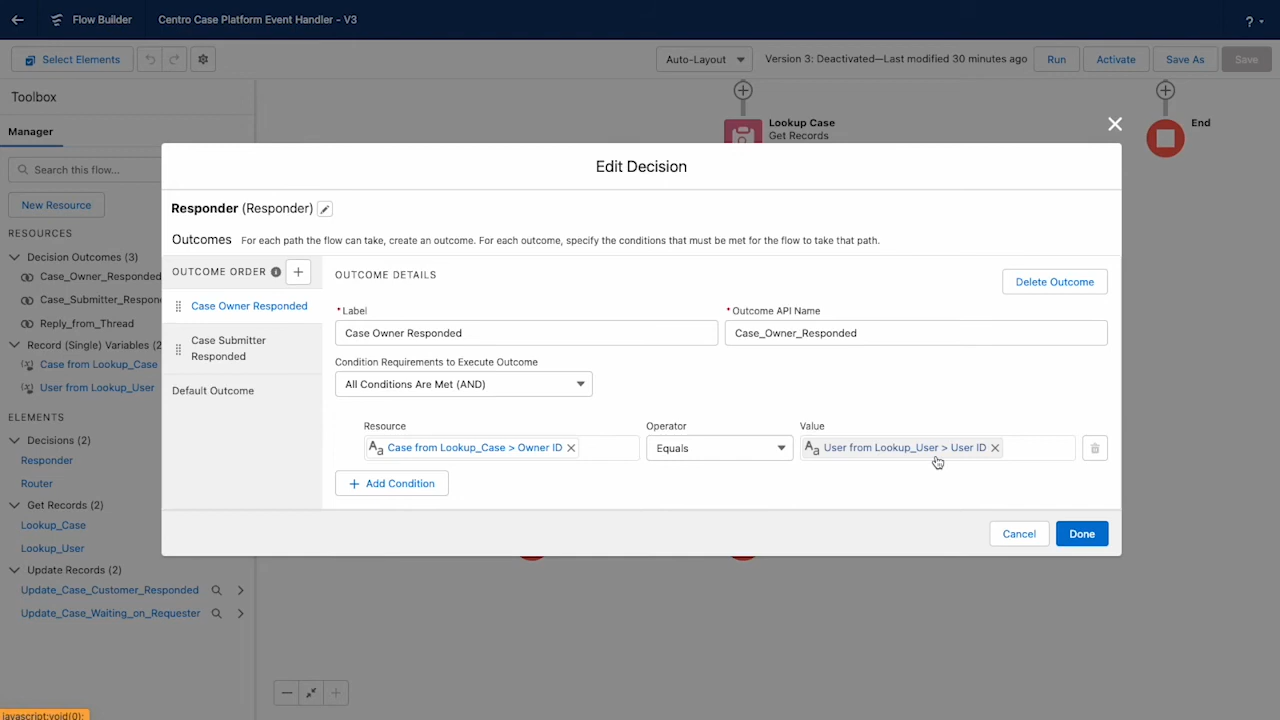 Flow Builder
Centro Case Platform Event Handler - V3
?
Select Elements
Auto-Layout
Version 3: Deactivated—Last modified 30 minutes ago
Run
Activate
Save As
Save
Toolbox
Manager
Search this flow...
New Resource
RESOURCES
Decision Outcomes (3)
Case_Owner_Responded
Case_Submitter_Respon
Reply_from_Thread
Record (Single) Variables (2
Case from Lookup_Case
User from Lookup_User
ELEMENTS
Decisions (2)
Responder
Router
Get Records (2)
Lookup_Case
Lookup_User
Update Records (2)
Update_Case_Customer_Responded
Update_Case_Waiting_on_Requester
Lookup Case
Get Records
End
Edit Decision
Responder (Responder)
Outcomes For each path the flow can take, create an outcome. For each outcome, specify the conditions that must be met for the flow to take that path.
OUTCOME ORDER
Case Owner Responded
Case Submitter
Responded
Default Outcome
OUTCOME DETAILS
Delete Outcome
* Label
Case Owner Responded
* Outcome API Name
Case_Owner_Responded
Condition Requirements to Execute Outcome
All Conditions Are Met (AND)
Resource
Operator
Value
Aa Case from Lookup_Case > Owner ID
Equals
Aa User from Lookup_User > User ID
+ Add Condition
Cancel
Done
javascript:void(0);